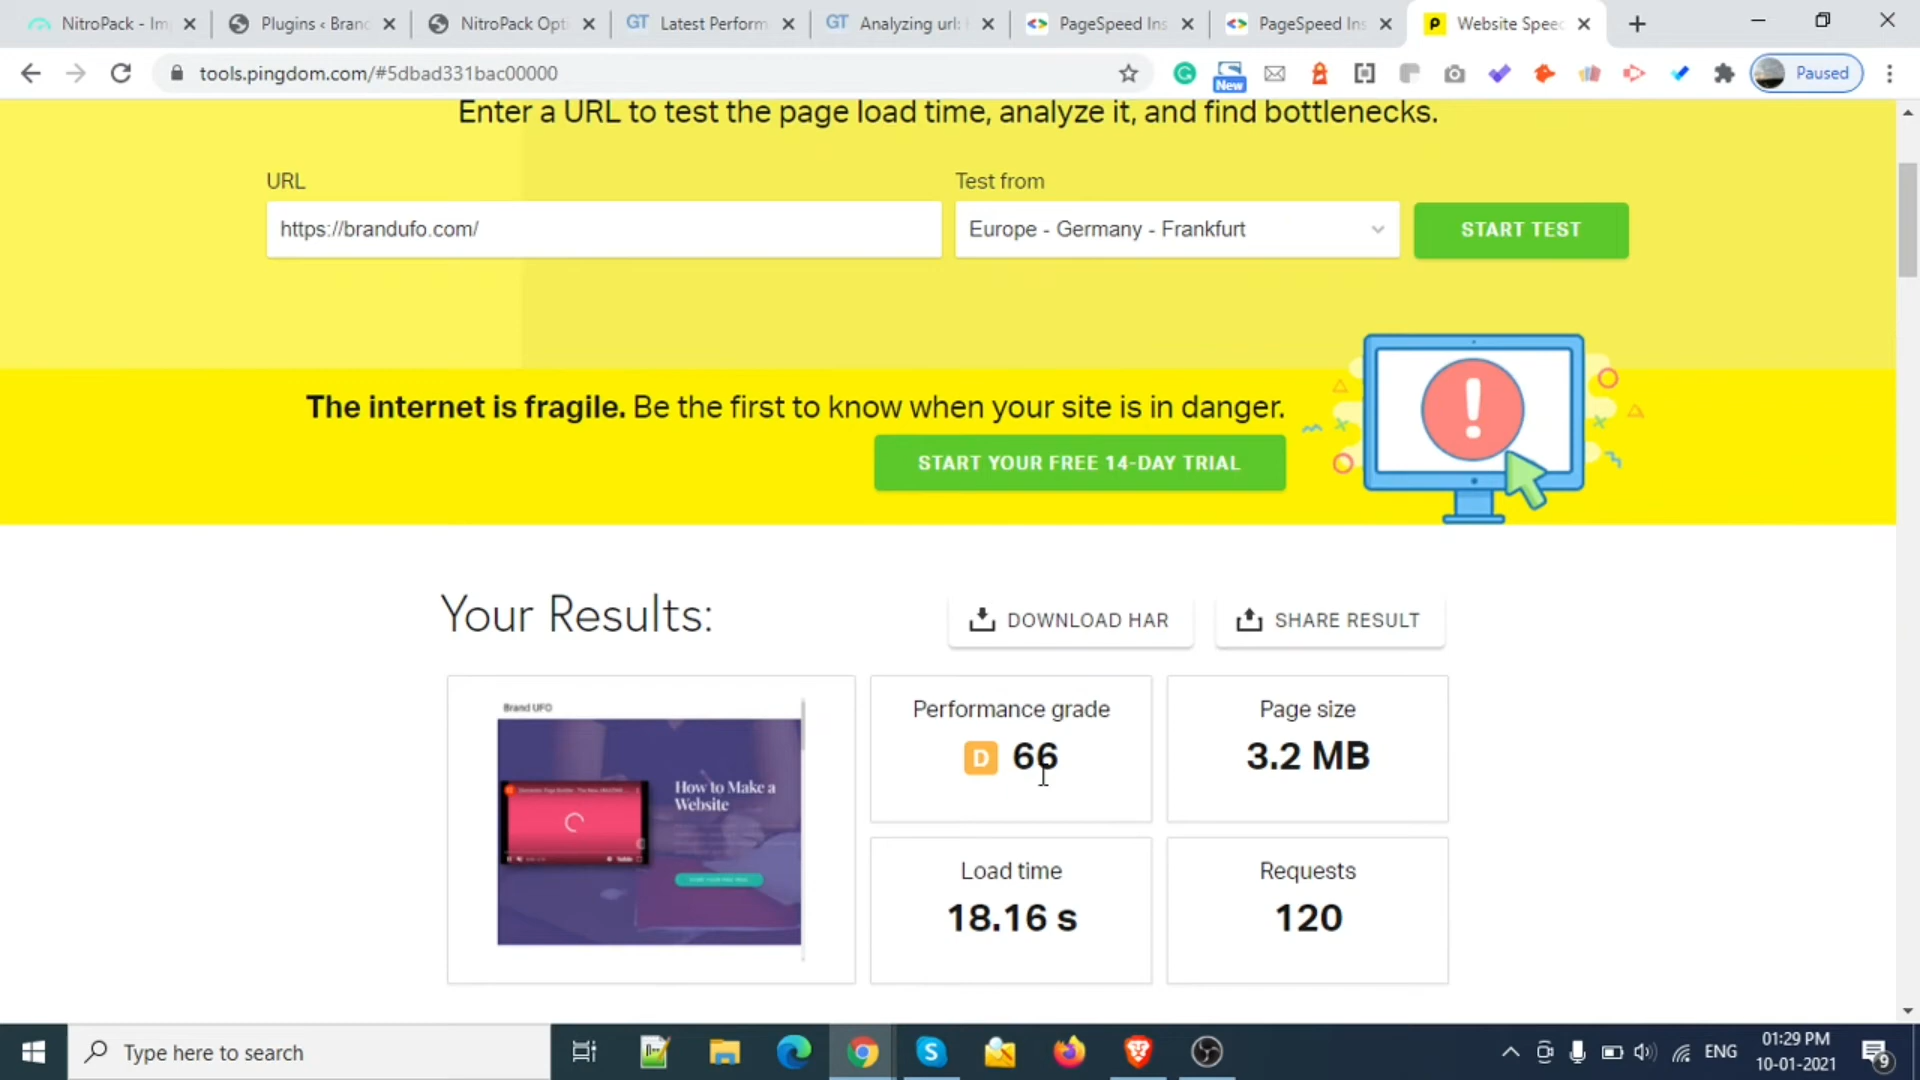 NitroPack - Im
Plugins ‹ Brand
NitroPack Opti
GT Latest Perform
GT Analyzing url:
PageSpeed Ins
PageSpeed Ins
Website Speed
tools.pingdom.com/#5dbad331bac00000
New
Paused
Enter a URL to test the page load time, analyze it, and find bottlenecks.
URL
Test from
https://brandufo.com/
Europe - Germany - Frankfurt
START TEST
The internet is fragile. Be the first to know when your site is in danger.
START YOUR FREE 14-DAY TRIAL
Your Results:
DOWNLOAD HAR
SHARE RESULT
Brand UFO
How to Make a
Website
Performance grade
D 66
Page size
3.2 MB
Load time
18.16 s
Requests
120
Type here to search
ENG
01:29 PM
10-01-2021
9